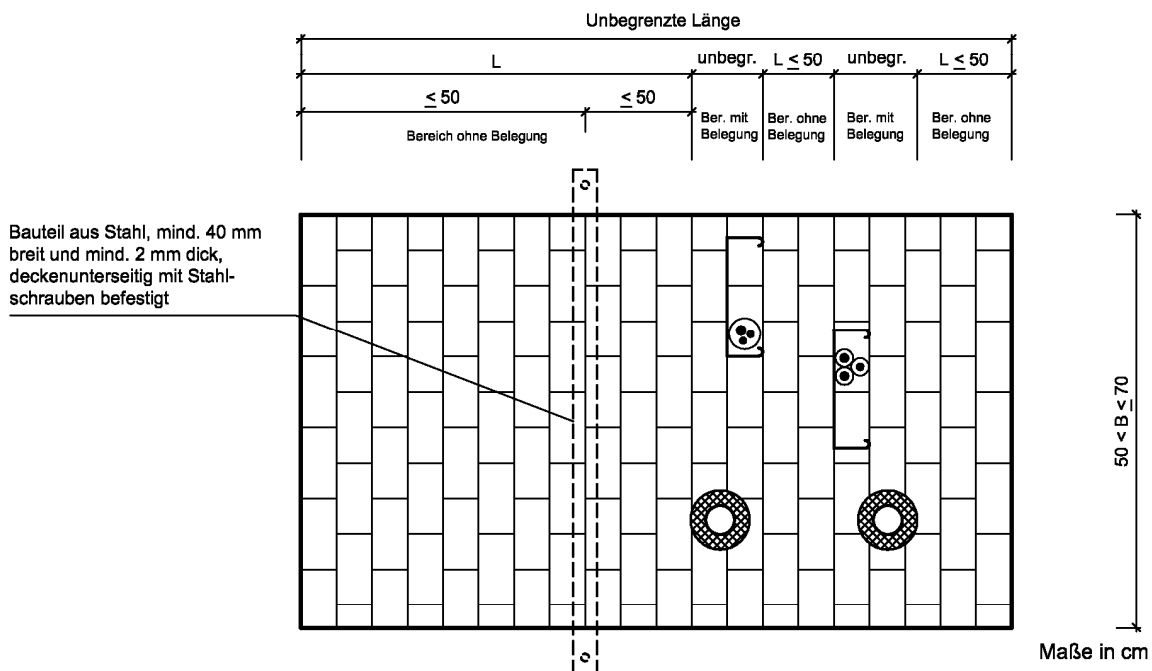 Unbegrenzte Länge
L
unbegr.
L ≤ 50
unbegr.
L ≤ 50
≤ 50
≤ 50
Bereich ohne Belegung
Ber. mit
Belegung
Ber. ohne
Belegung
Ber. mit
Belegung
Ber. ohne
Belegung
Bauteil aus Stahl, mind. 40 mm
breit und mind. 2 mm dick,
deckenunterseitig mit Stahl-
schrauben befestigt
50 < B ≤ 70
Maße in cm